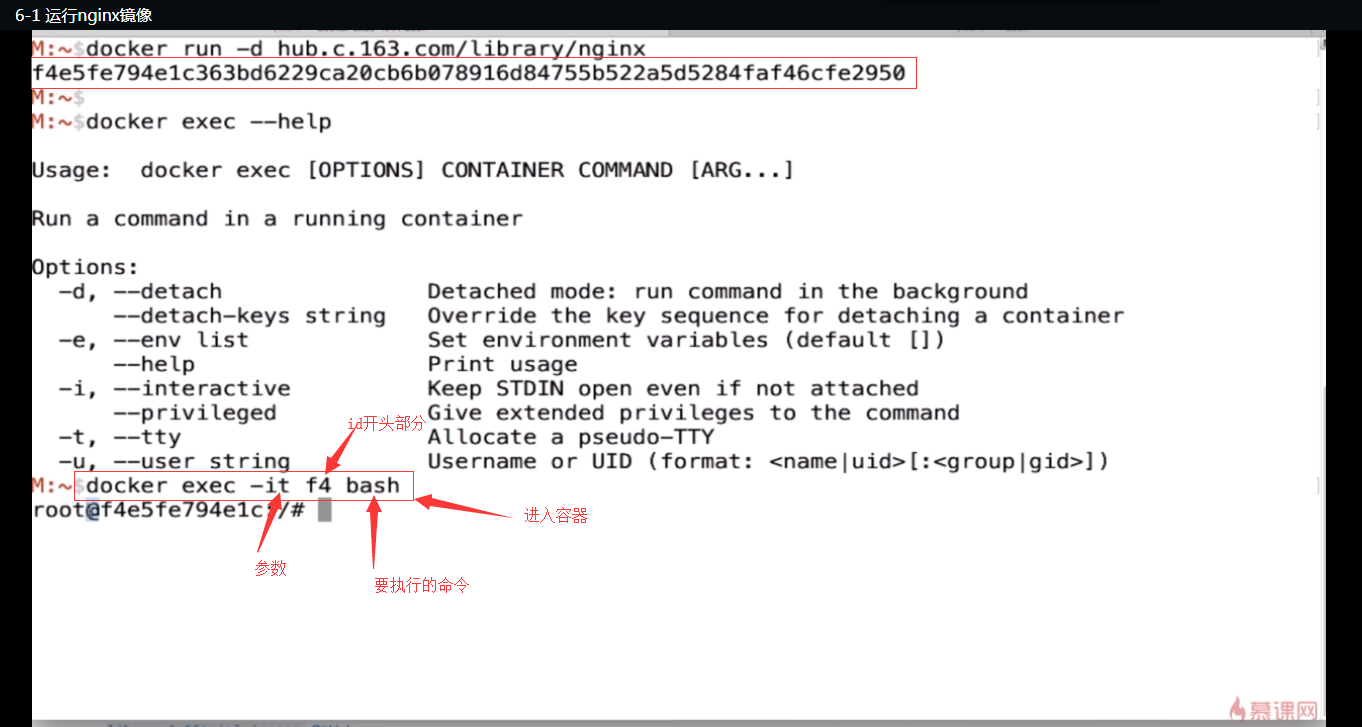 6-1 运行nginx镜像
M:~$docker run -d hub.c.163.com/library/nginx
f4e5fe794e1c363bd6229ca20cb6b078916d84755b522a5d5284faf46cfe2950
M:~$
M:~$docker exec --help
Usage:  docker exec [OPTIONS] CONTAINER COMMAND [ARG...]
Run a command in a running container
Options:
-d, --detach Detached mode: run command in the background
--detach-keys string Override the key sequence for detaching a container
-e, --env list Set environment variables (default [])
--help Print usage
-i, --interactive Keep STDIN open even if not attached
--privileged Give extended privileges to the command
id开头部分
-t, --tty Allocate a pseudo-TTY
-u, --user string Username or UID (format: <name|uid>[:<group|gid>])
M:~$docker exec -it f4 bash
root@f4e5fe794e1c:/#
进入容器
参数
要执行的命令
慕课网